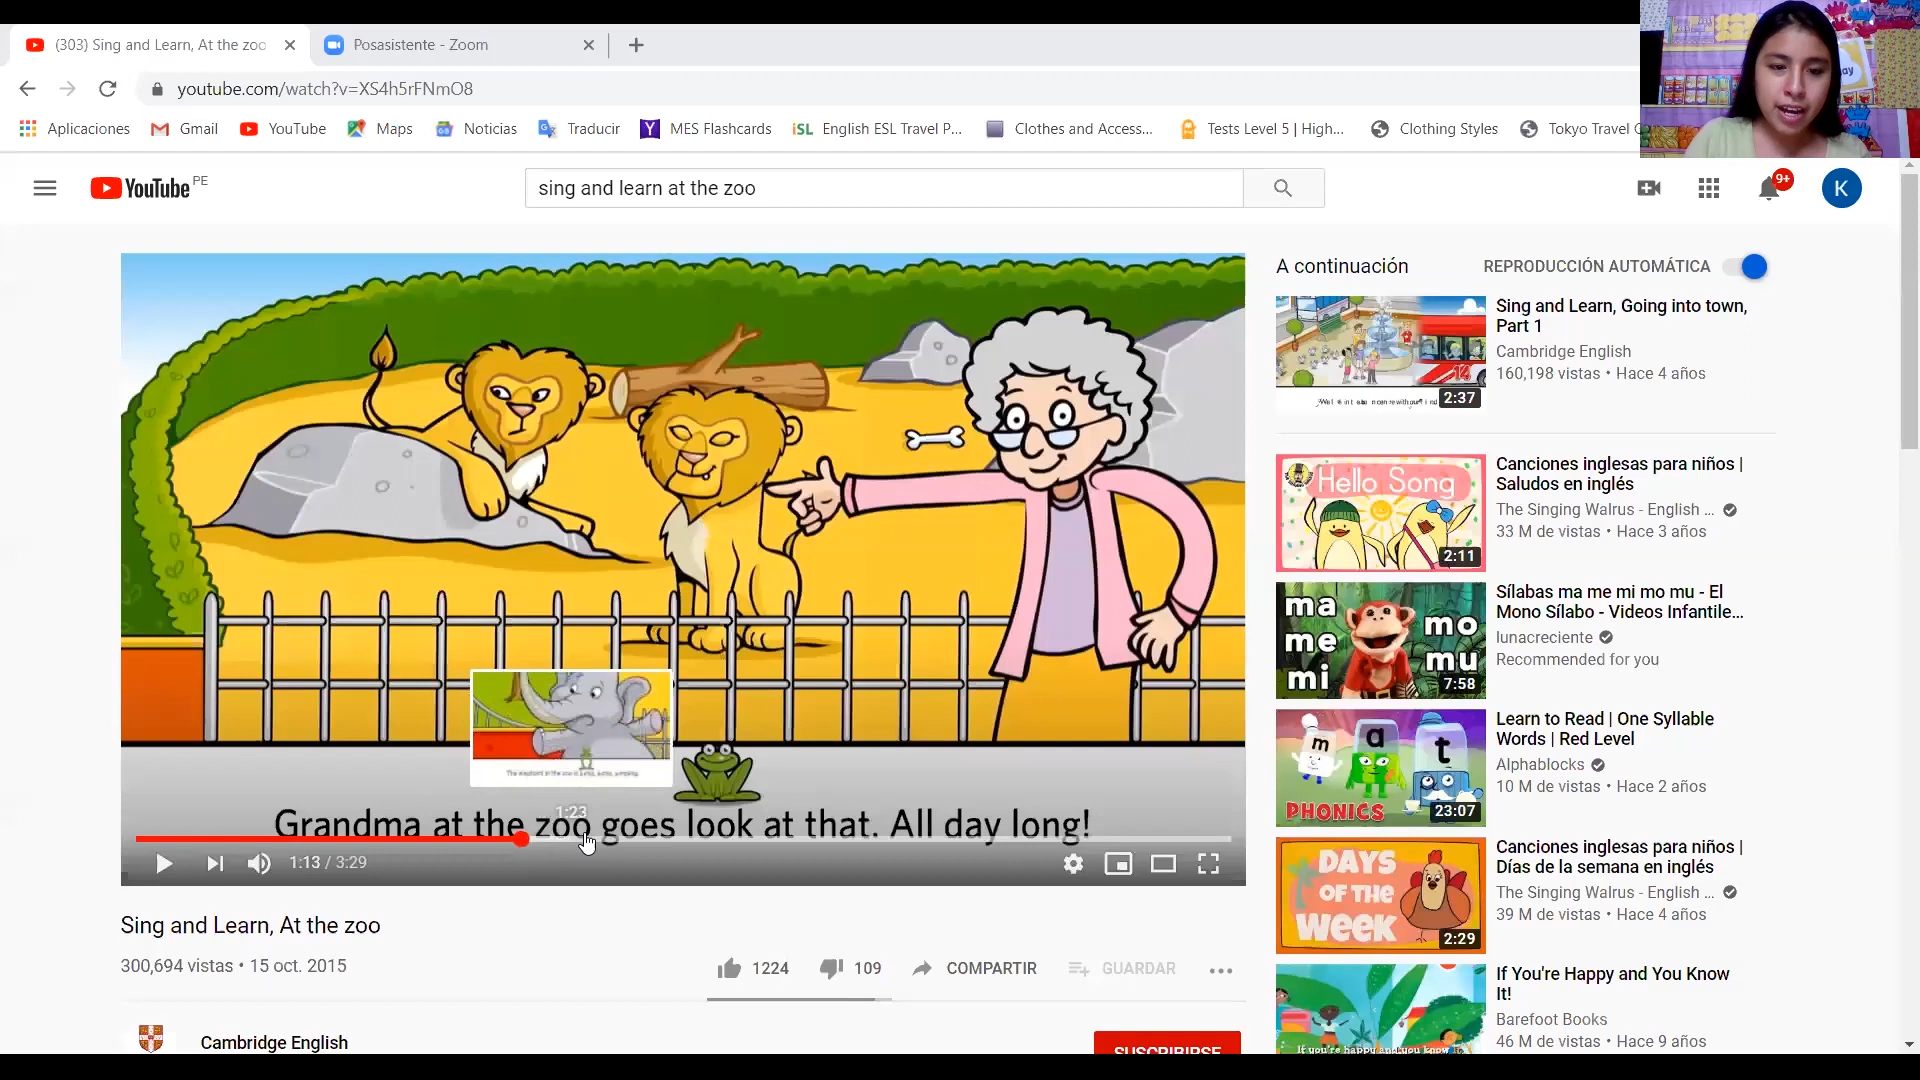 (303) Sing and Learn, At the zoo
Posasistente - Zoom
youtube.com/watch?v=XS4h5rFNmO8
Aplicaciones
Gmail
YouTube
Maps
Noticias
Traducir
MES Flashcards
iSL English ESL Travel P...
Clothes and Access...
Tests Level 5 | High...
Clothing Styles
Tokyo Travel
YouTube PE
sing and learn at the zoo
9+
K
Grandma at the zoo goes look at that. All day long!
1:23
1:13 / 3:29
Sing and Learn, At the zoo
300,694 vistas • 15 oct. 2015
1224
109
COMPARTIR
GUARDAR
Cambridge English
SUSCRIBIRSE
A continuación
REPRODUCCIÓN AUTOMÁTICA
2:37
Sing and Learn, Going into town,
Part 1
Cambridge English
160,198 vistas • Hace 4 años
Hello Song
2:11
Canciones inglesas para niños |
Saludos en inglés
The Singing Walrus - English ...
33 M de vistas • Hace 3 años
ma mo
me mu
mi
7:58
Sílabas ma me mi mo mu - El
Mono Sílabo - Videos Infantile...
lunacreciente
Recommended for you
m a t
PHONICS
23:07
Learn to Read | One Syllable
Words | Red Level
Alphablocks
10 M de vistas • Hace 2 años
DAYS
OF THE
WEEK
2:29
Canciones inglesas para niños |
Días de la semana en inglés
The Singing Walrus - English ...
39 M de vistas • Hace 4 años
If you're happy and you know
If You're Happy and You Know
It!
Barefoot Books
46 M de vistas • Hace 9 años